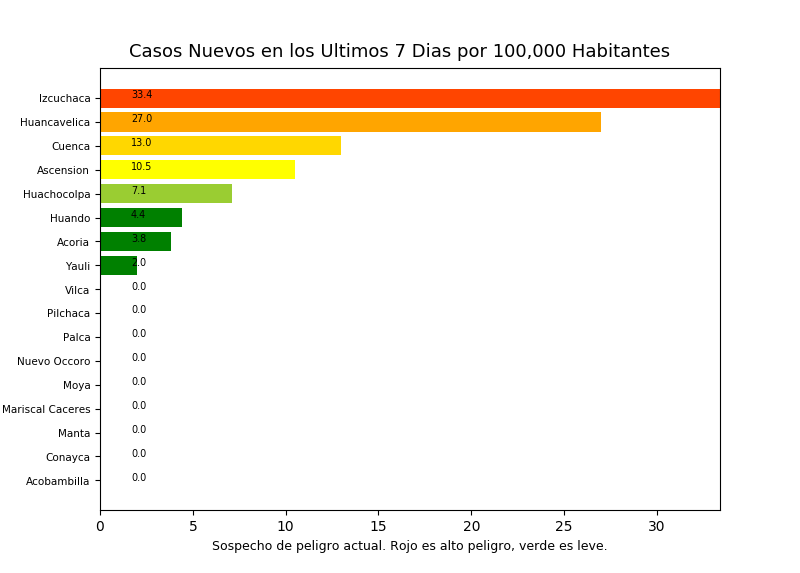 Casos Nuevos en los Ultimos 7 Dias por 100,000 Habitantes
Izcuchaca 33.4
Huancavelica 27.0
Cuenca 13.0
Ascension 10.5
Huachocolpa 7.1
Huando 4.4
Acoria 3.8
Yauli 2.0
Vilca 0.0
Pilchaca 0.0
Palca 0.0
Nuevo Occoro 0.0
Moya 0.0
Mariscal Caceres 0.0
Manta 0.0
Conayca 0.0
Acobambilla 0.0
0 5 10 15 20 25 30
Sospecho de peligro actual. Rojo es alto peligro, verde es leve.